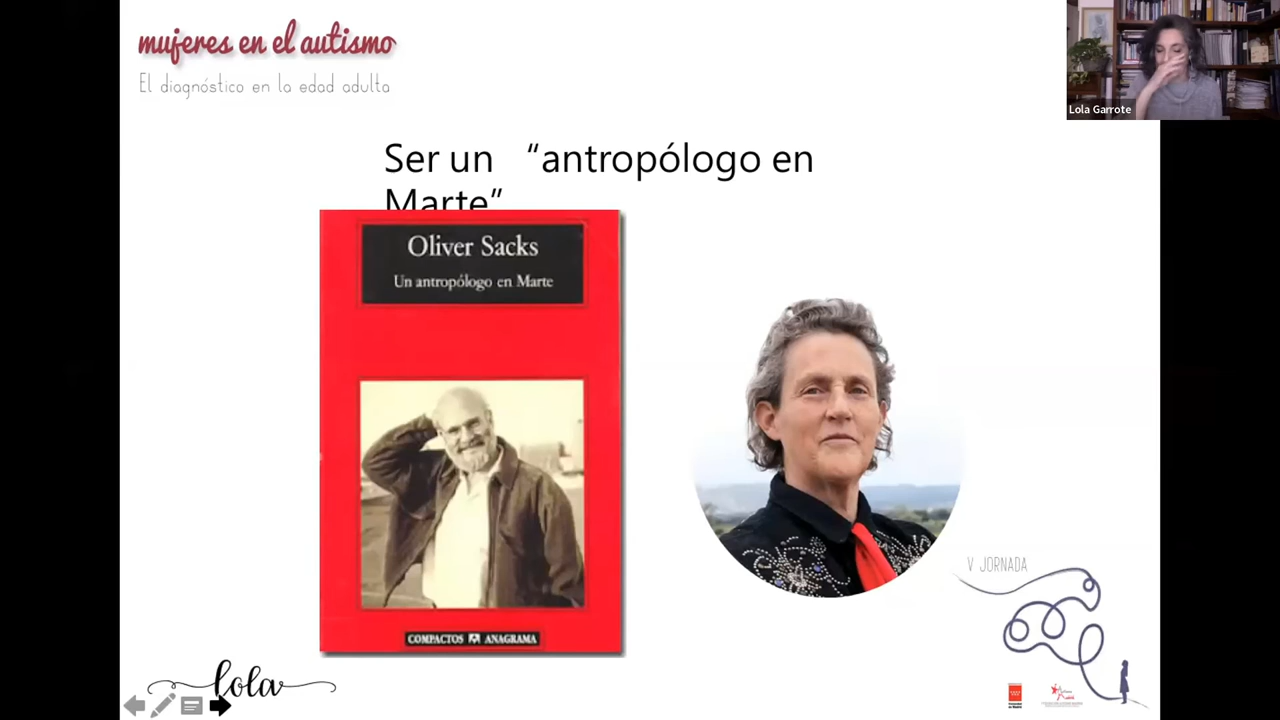 mujeres en el autismo
El diagnóstico en la edad adulta
Lola Garrote
Ser un “antropólogo en
Marte”
Oliver Sacks
Un antropólogo en Marte
COMPACTOS ANAGRAMA
V JORNADA
lola